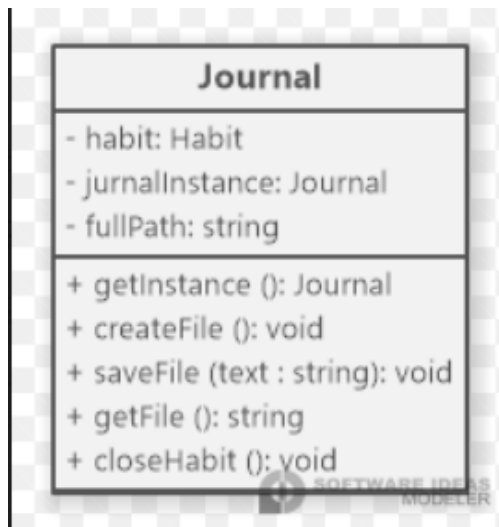 Journal
- habit: Habit
- jurnalInstance: Journal
- fullPath: string
+ getInstance (): Journal
+ createFile (): void
+ saveFile (text : string): void
+ getFile (): string
+ closeHabit (): void
SOFTWARE IDEAS
MODELER